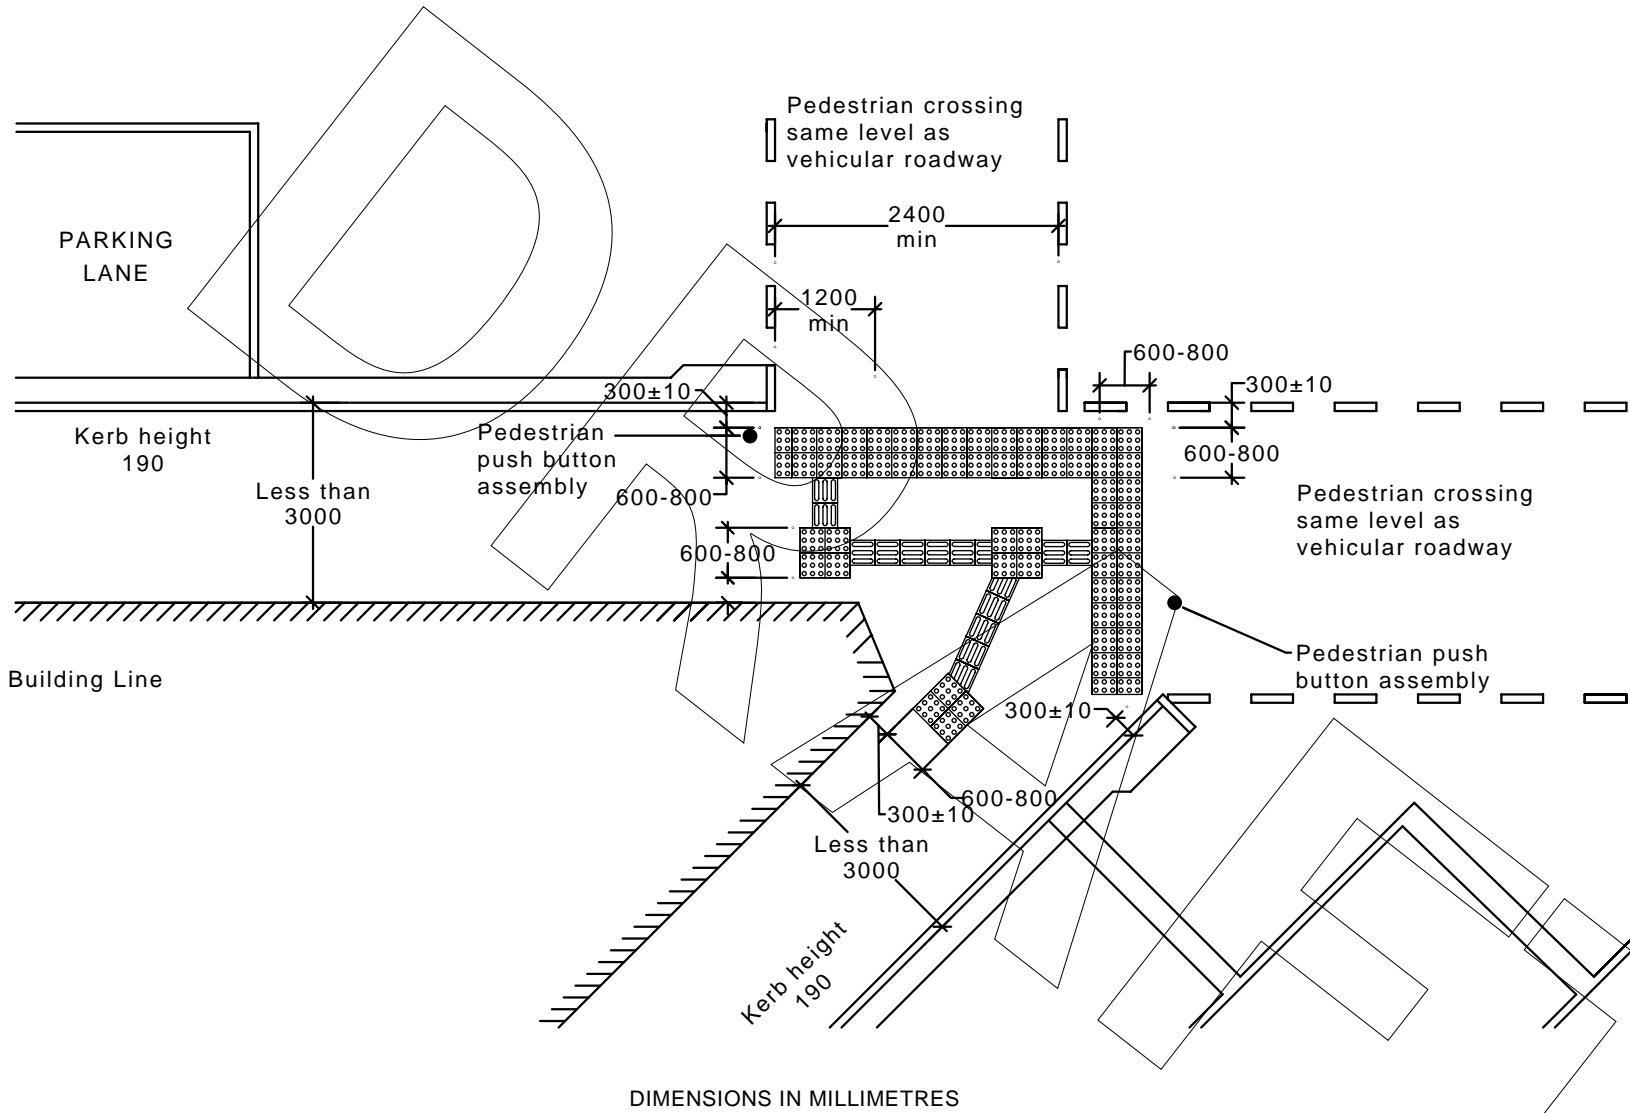 Pedestrian crossing
same level as
vehicular roadway
PARKING
LANE
2400
min
1200
min
600-800
300±10
300±10
Kerb height
190
Pedestrian
push button
assembly
600-800
600-800
Less than
3000
600-800
Pedestrian crossing
same level as
vehicular roadway
Building Line
Pedestrian push
button assembly
300±10
600-800
300±10
Less than
3000
Kerb height
190
DIMENSIONS IN MILLIMETRES
DRAFT